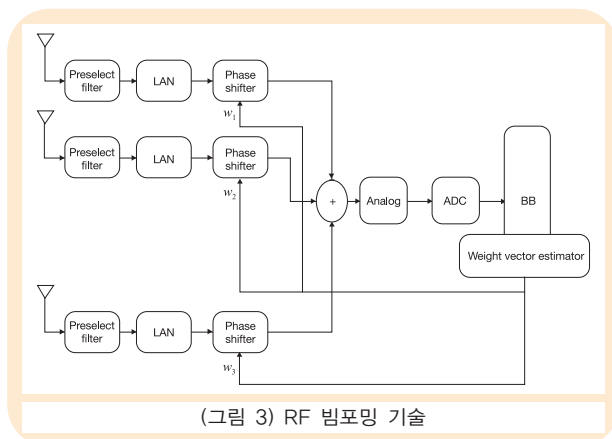 Preselect
filter
LAN
Phase
shifter
w1
Preselect
filter
LAN
Phase
shifter
w2
+
Analog
ADC
BB
Weight vector estimator
Preselect
filter
LAN
Phase
shifter
w3
(그림 3) RF 빔포밍 기술